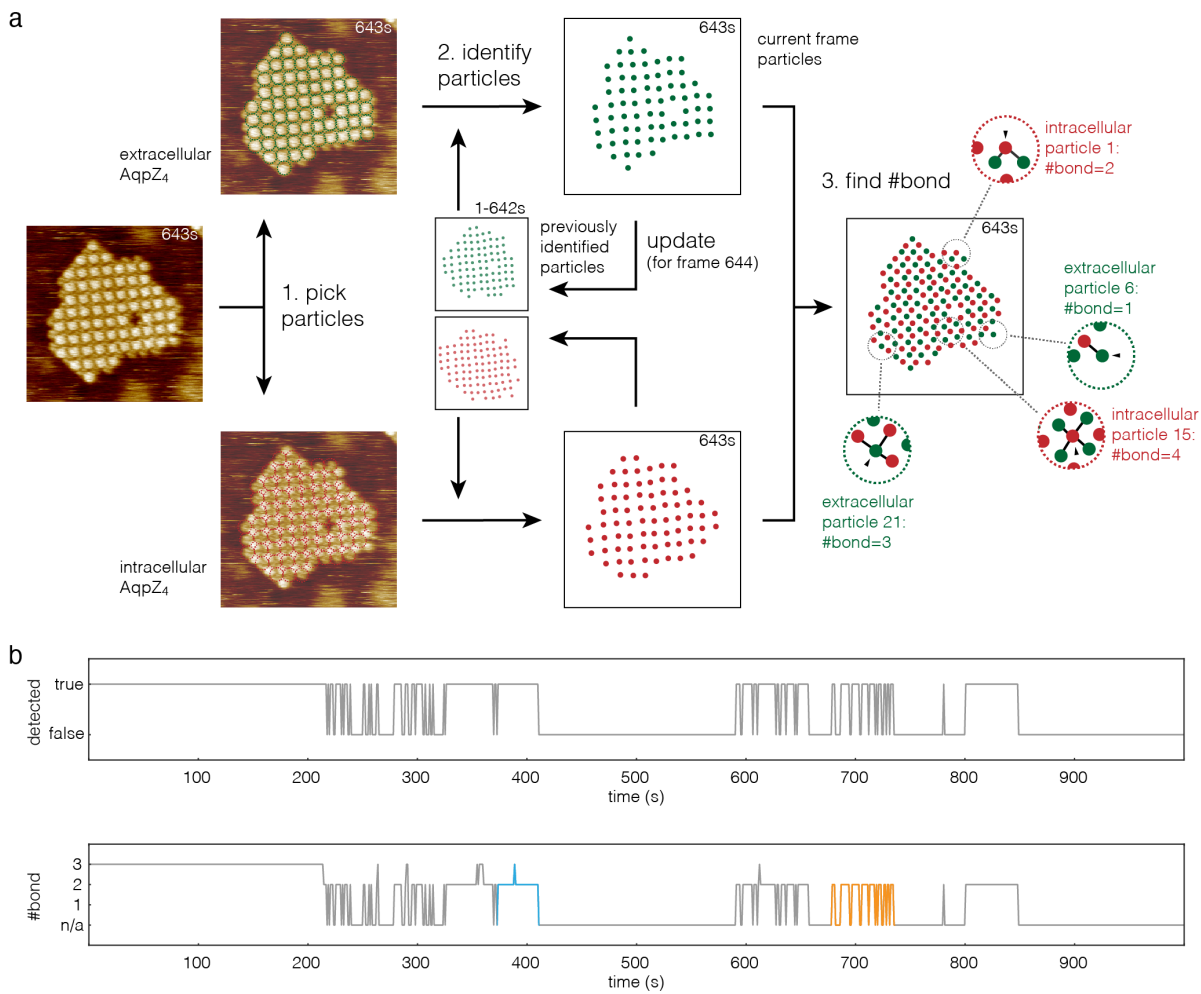 a
643s
extracellular
AqpZ4
643s
1. pick
particles
643s
intracellular
AqpZ4
2. identify
particles
1-642s
previously
identified
particles
update
(for frame 644)
643s
643s
current frame
particles
3. find #bond
643s
intracellular
particle 1:
#bond=2
extracellular
particle 6:
#bond=1
intracellular
particle 15:
#bond=4
extracellular
particle 21:
#bond=3
b
detected
true
false
100 200 300 400 500 600 700 800 900
time (s)
#bond
3
2
1
n/a
100 200 300 400 500 600 700 800 900
time (s)